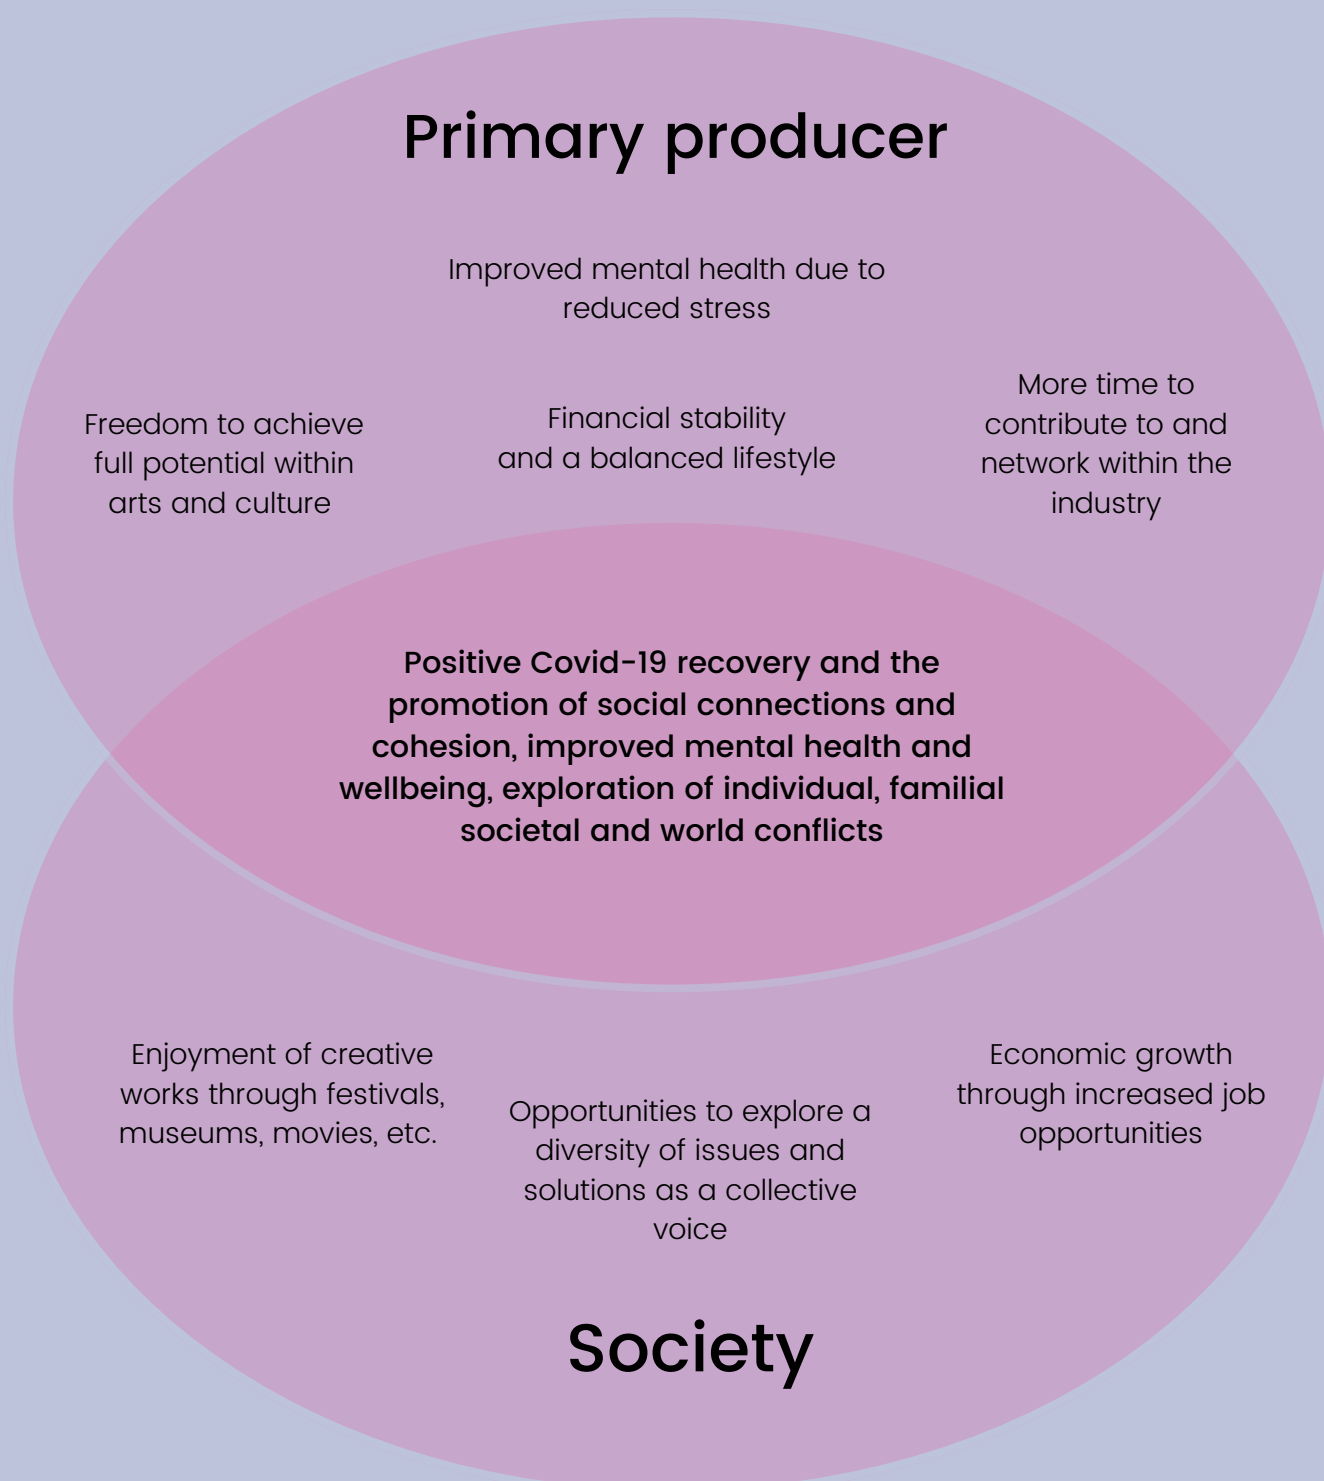 Primary producer
Improved mental health due to
reduced stress
Freedom to achieve
full potential within
arts and culture
Financial stability
and a balanced lifestyle
More time to
contribute to and
network within the
industry
Positive Covid-19 recovery and the
promotion of social connections and
cohesion, improved mental health and
wellbeing, exploration of individual, familial
societal and world conflicts
Enjoyment of creative
works through festivals,
museums, movies, etc.
Opportunities to explore a
diversity of issues and
solutions as a collective
voice
Economic growth
through increased job
opportunities
Society